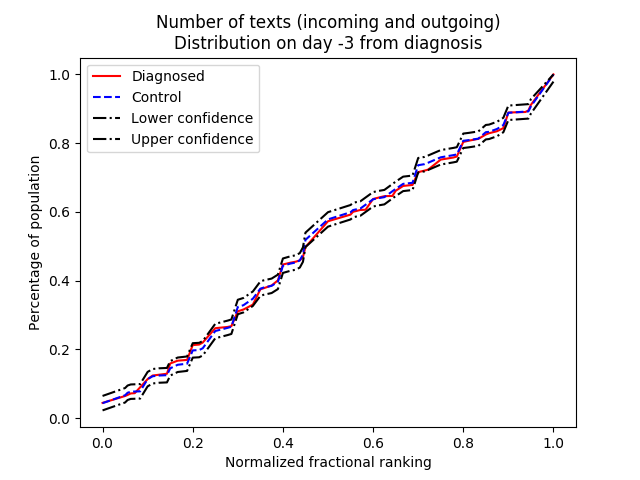 Number of texts (incoming and outgoing)
Distribution on day -3 from diagnosis
Diagnosed
Control
Lower confidence
Upper confidence
Percentage of population
1.0
0.8
0.6
0.4
0.2
0.0
0.0
0.2
0.4
0.6
0.8
1.0
Normalized fractional ranking